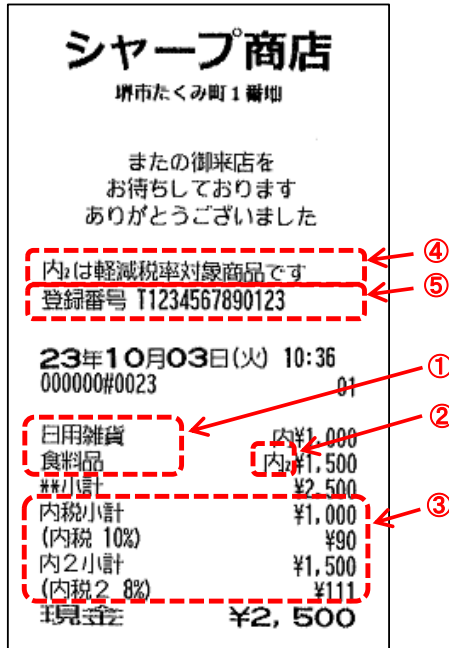 シャープ商店
堺市たくみ町1番地
またの御来店を
お待ちしております
ありがとうございました
内2は軽減税率対象商品です ④
登録番号 T1234567890123 ⑤
23年10月03日(火) 10:36
000000#0023 01
①
②
日用雑貨 内¥1,000
食料品 内2¥1,500
**小計 ¥2,500
内税小計 ¥1,000 ③
(内税 10%) ¥90
内2小計 ¥1,500
(内税2 8%) ¥111
現金 ¥2,500